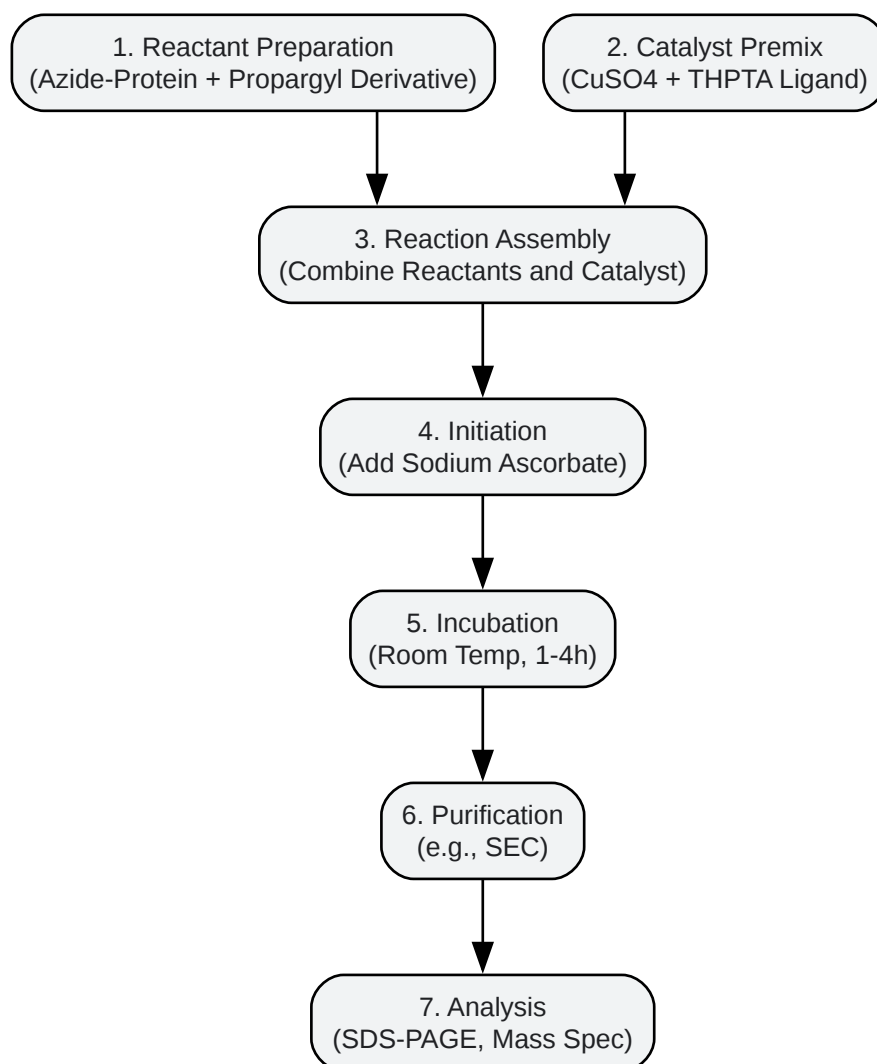 1. Reactant Preparation
(Azide-Protein + Propargyl Derivative)
2. Catalyst Premix
(CuSO4 + THPTA Ligand)
3. Reaction Assembly
(Combine Reactants and Catalyst)
4. Initiation
(Add Sodium Ascorbate)
5. Incubation
(Room Temp, 1-4h)
6. Purification
(e.g., SEC)
7. Analysis
(SDS-PAGE, Mass Spec)